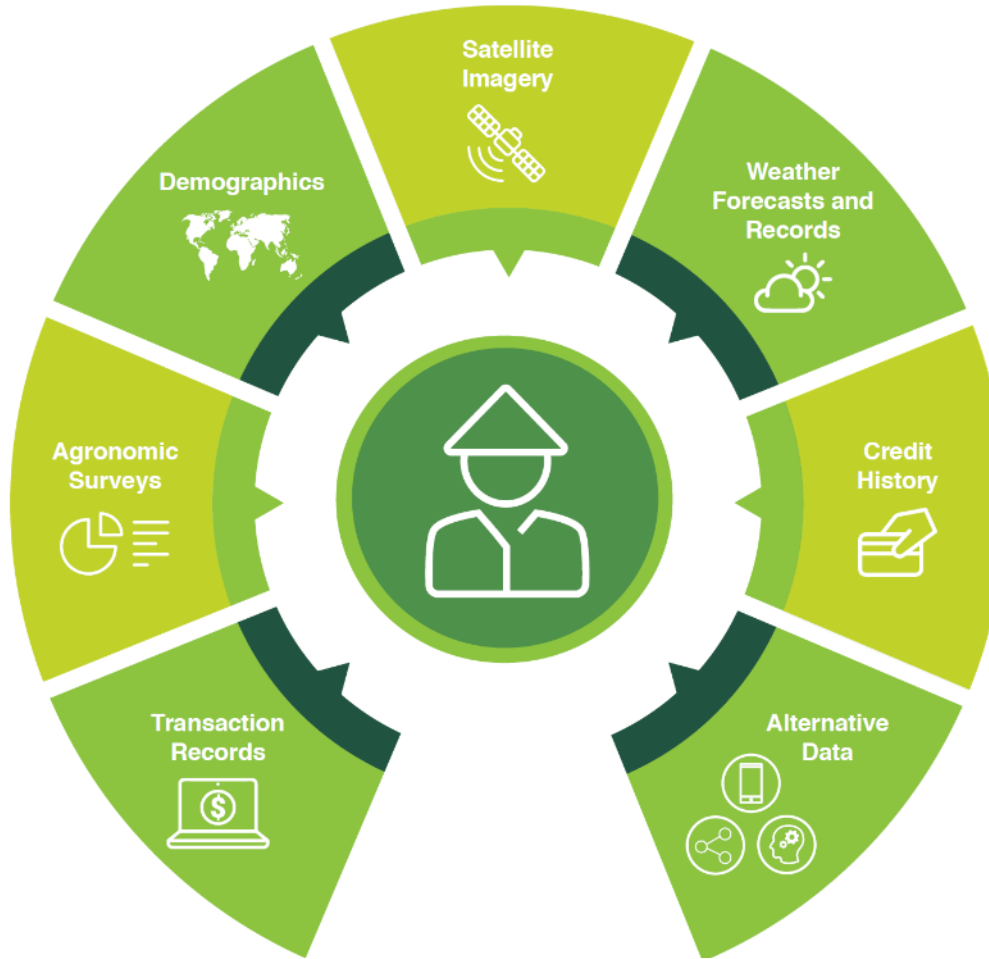 Satellite
Imagery
Weather
Forecasts and
Records
Credit
History
Alternative
Data
Transaction
Records
Agronomic
Surveys
Demographics
$